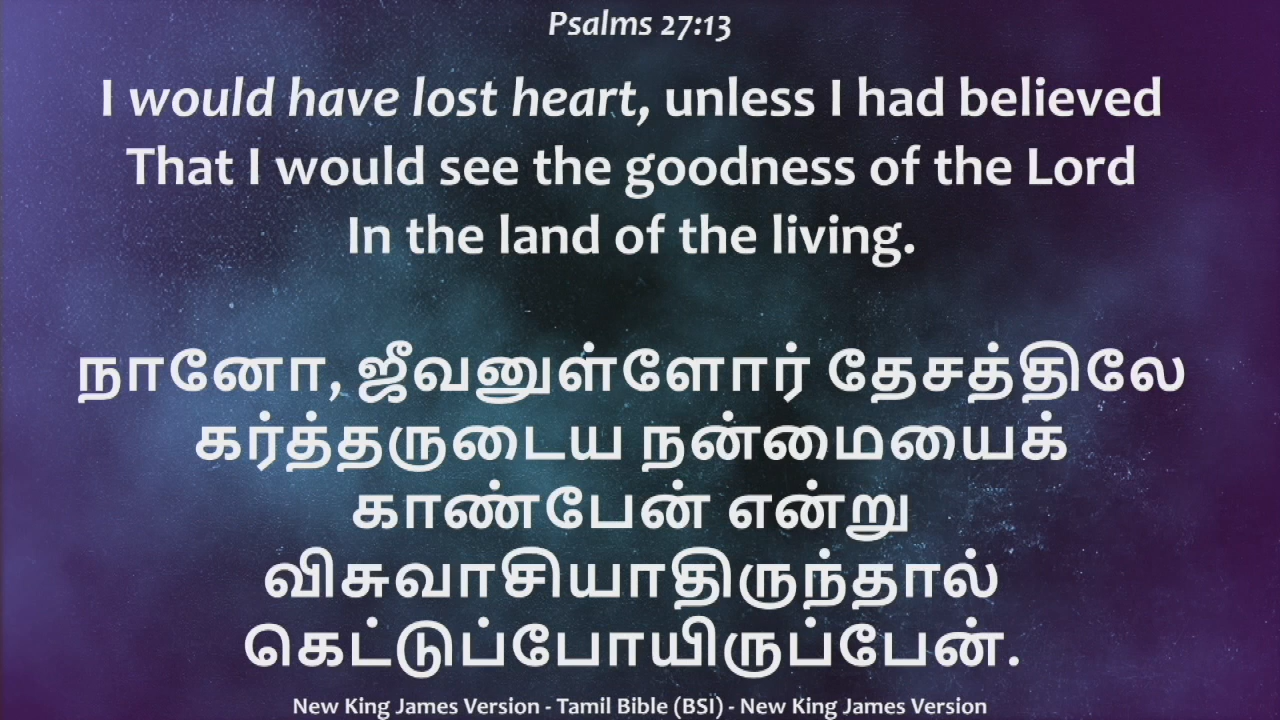 Psalms 27:13
I would have lost heart, unless I had believed
That I would see the goodness of the Lord
In the land of the living.
நானோ, ஜீவனுள்ளோர் தேசத்திலே
கர்த்தருடைய நன்மையைக்
காண்பேன் என்று
விசுவாசியாதிருந்தால்
கெட்டுப்போயிருப்பேன்.
New King James Version - Tamil Bible (BSI) - New King James Version